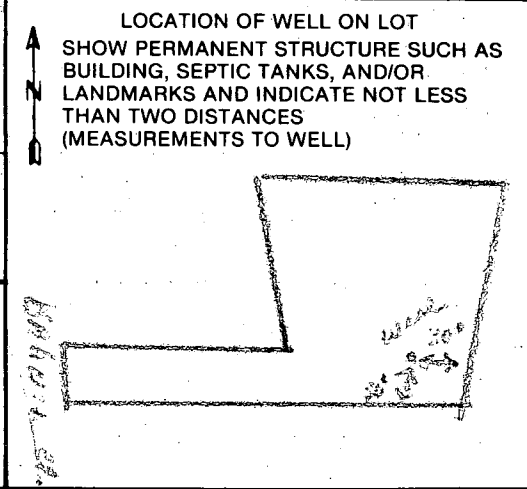 LOCATION OF WELL ON LOT
SHOW PERMANENT STRUCTURE SUCH AS
BUILDING, SEPTIC TANKS, AND/OR
LANDMARKS AND INDICATE NOT LESS
THAN TWO DISTANCES
(MEASUREMENTS TO WELL)
N
well